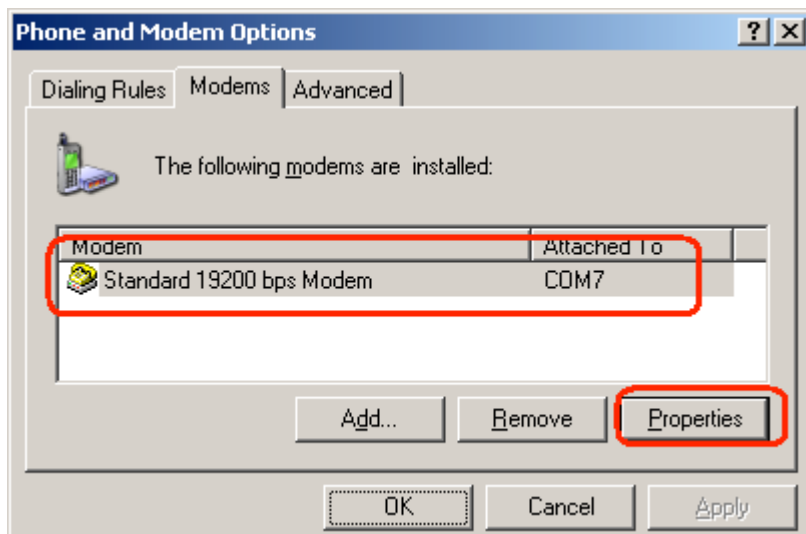 Phone and Modem Options
Dialing Rules Modems Advanced
The following modems are installed:
Modem Attached To
Standard 19200 bps Modem COM7
Add... Remove Properties
OK Cancel Apply